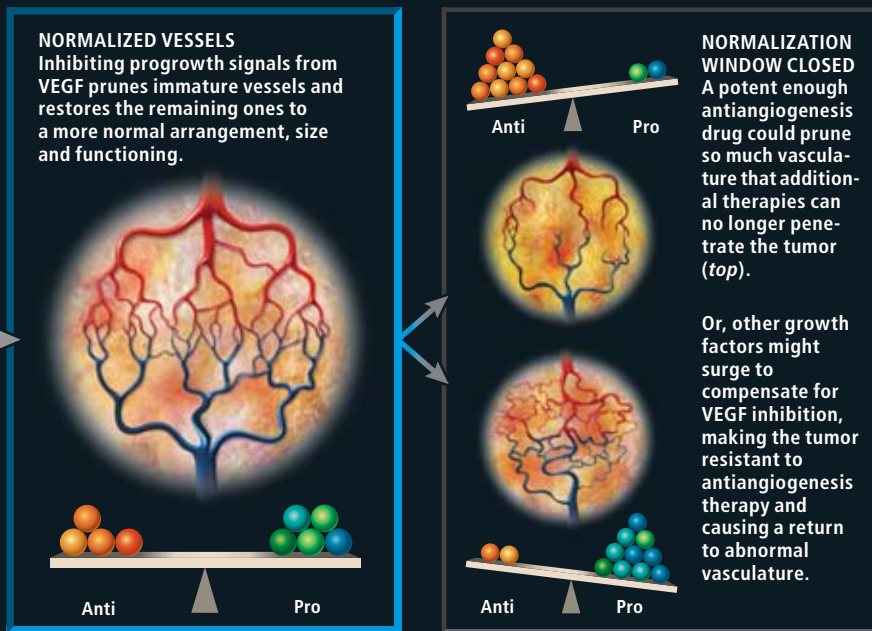 NORMALIZED VESSELS
Inhibiting progrowth signals from
VEGF prunes immature vessels and
restores the remaining ones to
a more normal arrangement, size
and functioning.
Anti
Pro
Anti
Pro
NORMALIZATION
WINDOW CLOSED
A potent enough
antiangiogenesis
drug could prune
so much vascula-
ture that addition-
al therapies can
no longer pene-
trate the tumor
(top).
Or, other growth
factors might
surge to
compensate for
VEGF inhibition,
making the tumor
resistant to
antiangiogenesis
therapy and
causing a return
to abnormal
vasculature.
Anti
Pro